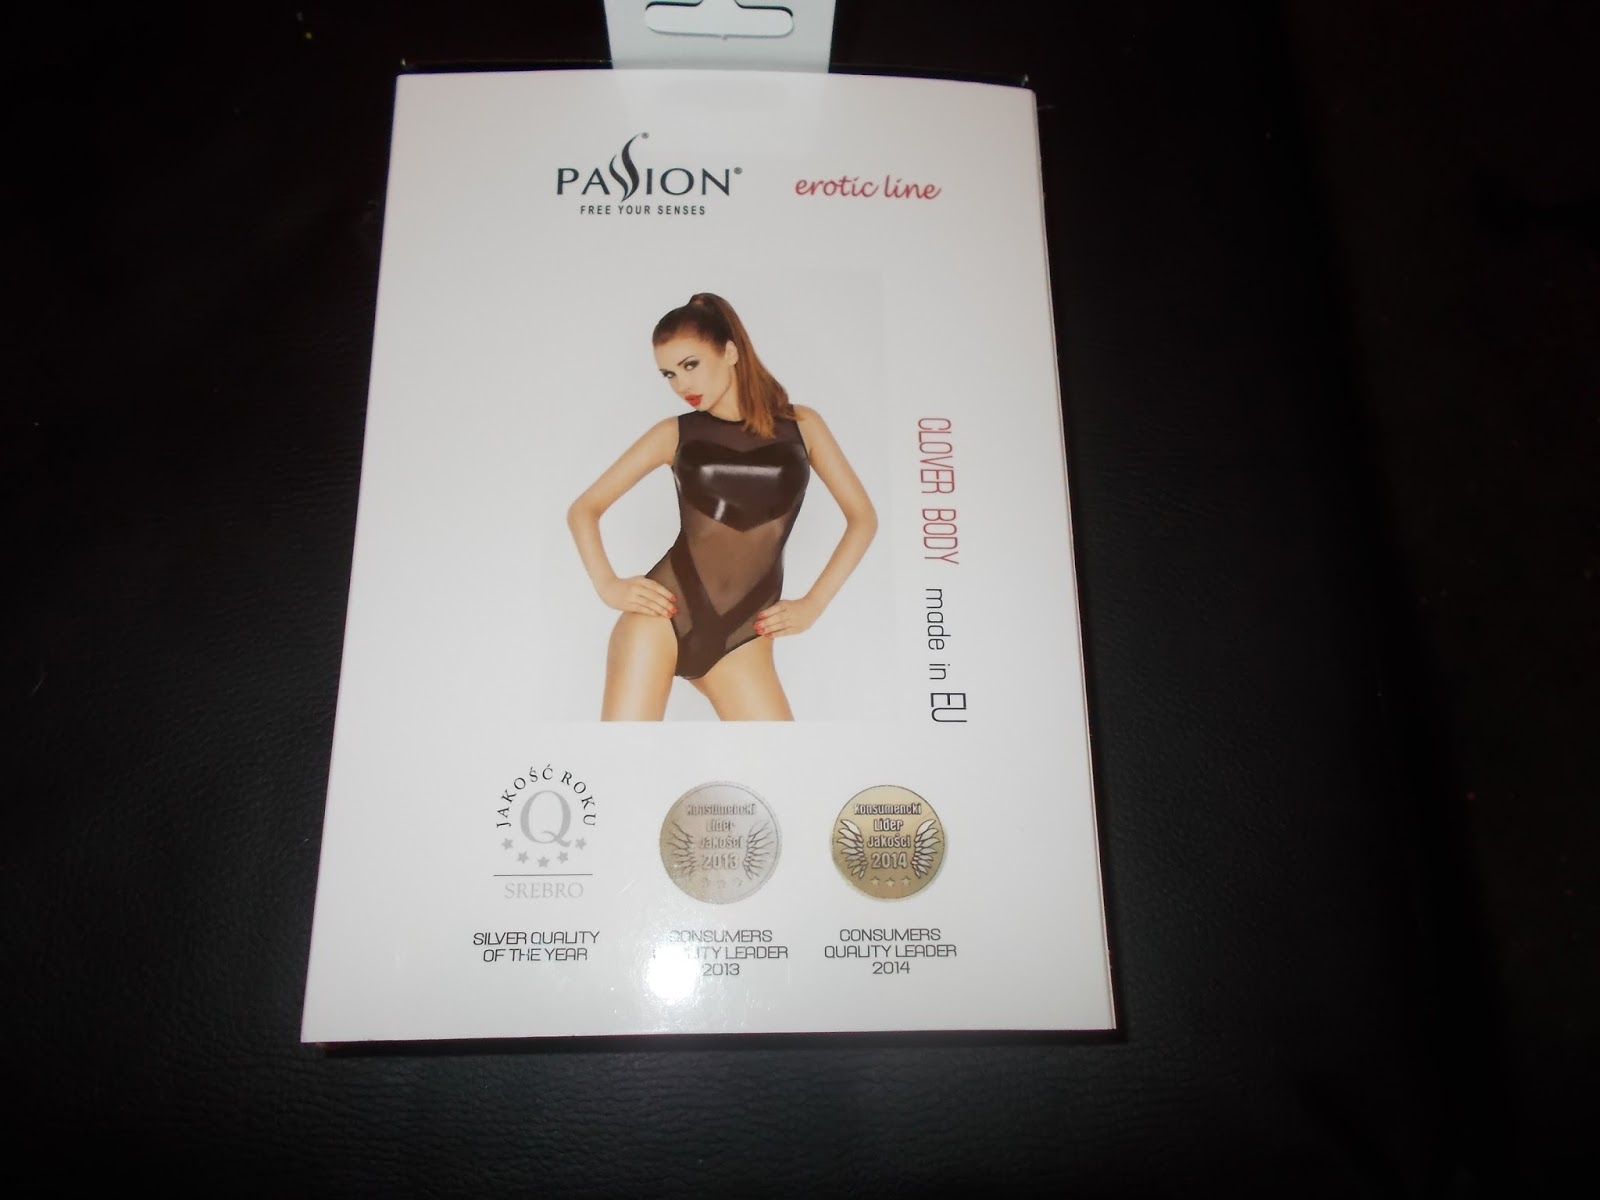 PASSION®
FREE YOUR SENSES
erotic line
CLOVER BODY made in EU
JAKOŚĆ ROKU
Q
SREBRO
SILVER QUALITY
OF THE YEAR
Konsumencki
Lider
Jakości
2013
CONSUMERS
LEADER
2013
Konsumencki
Lider
Jakości
2014
CONSUMERS
QUALITY LEADER
2014